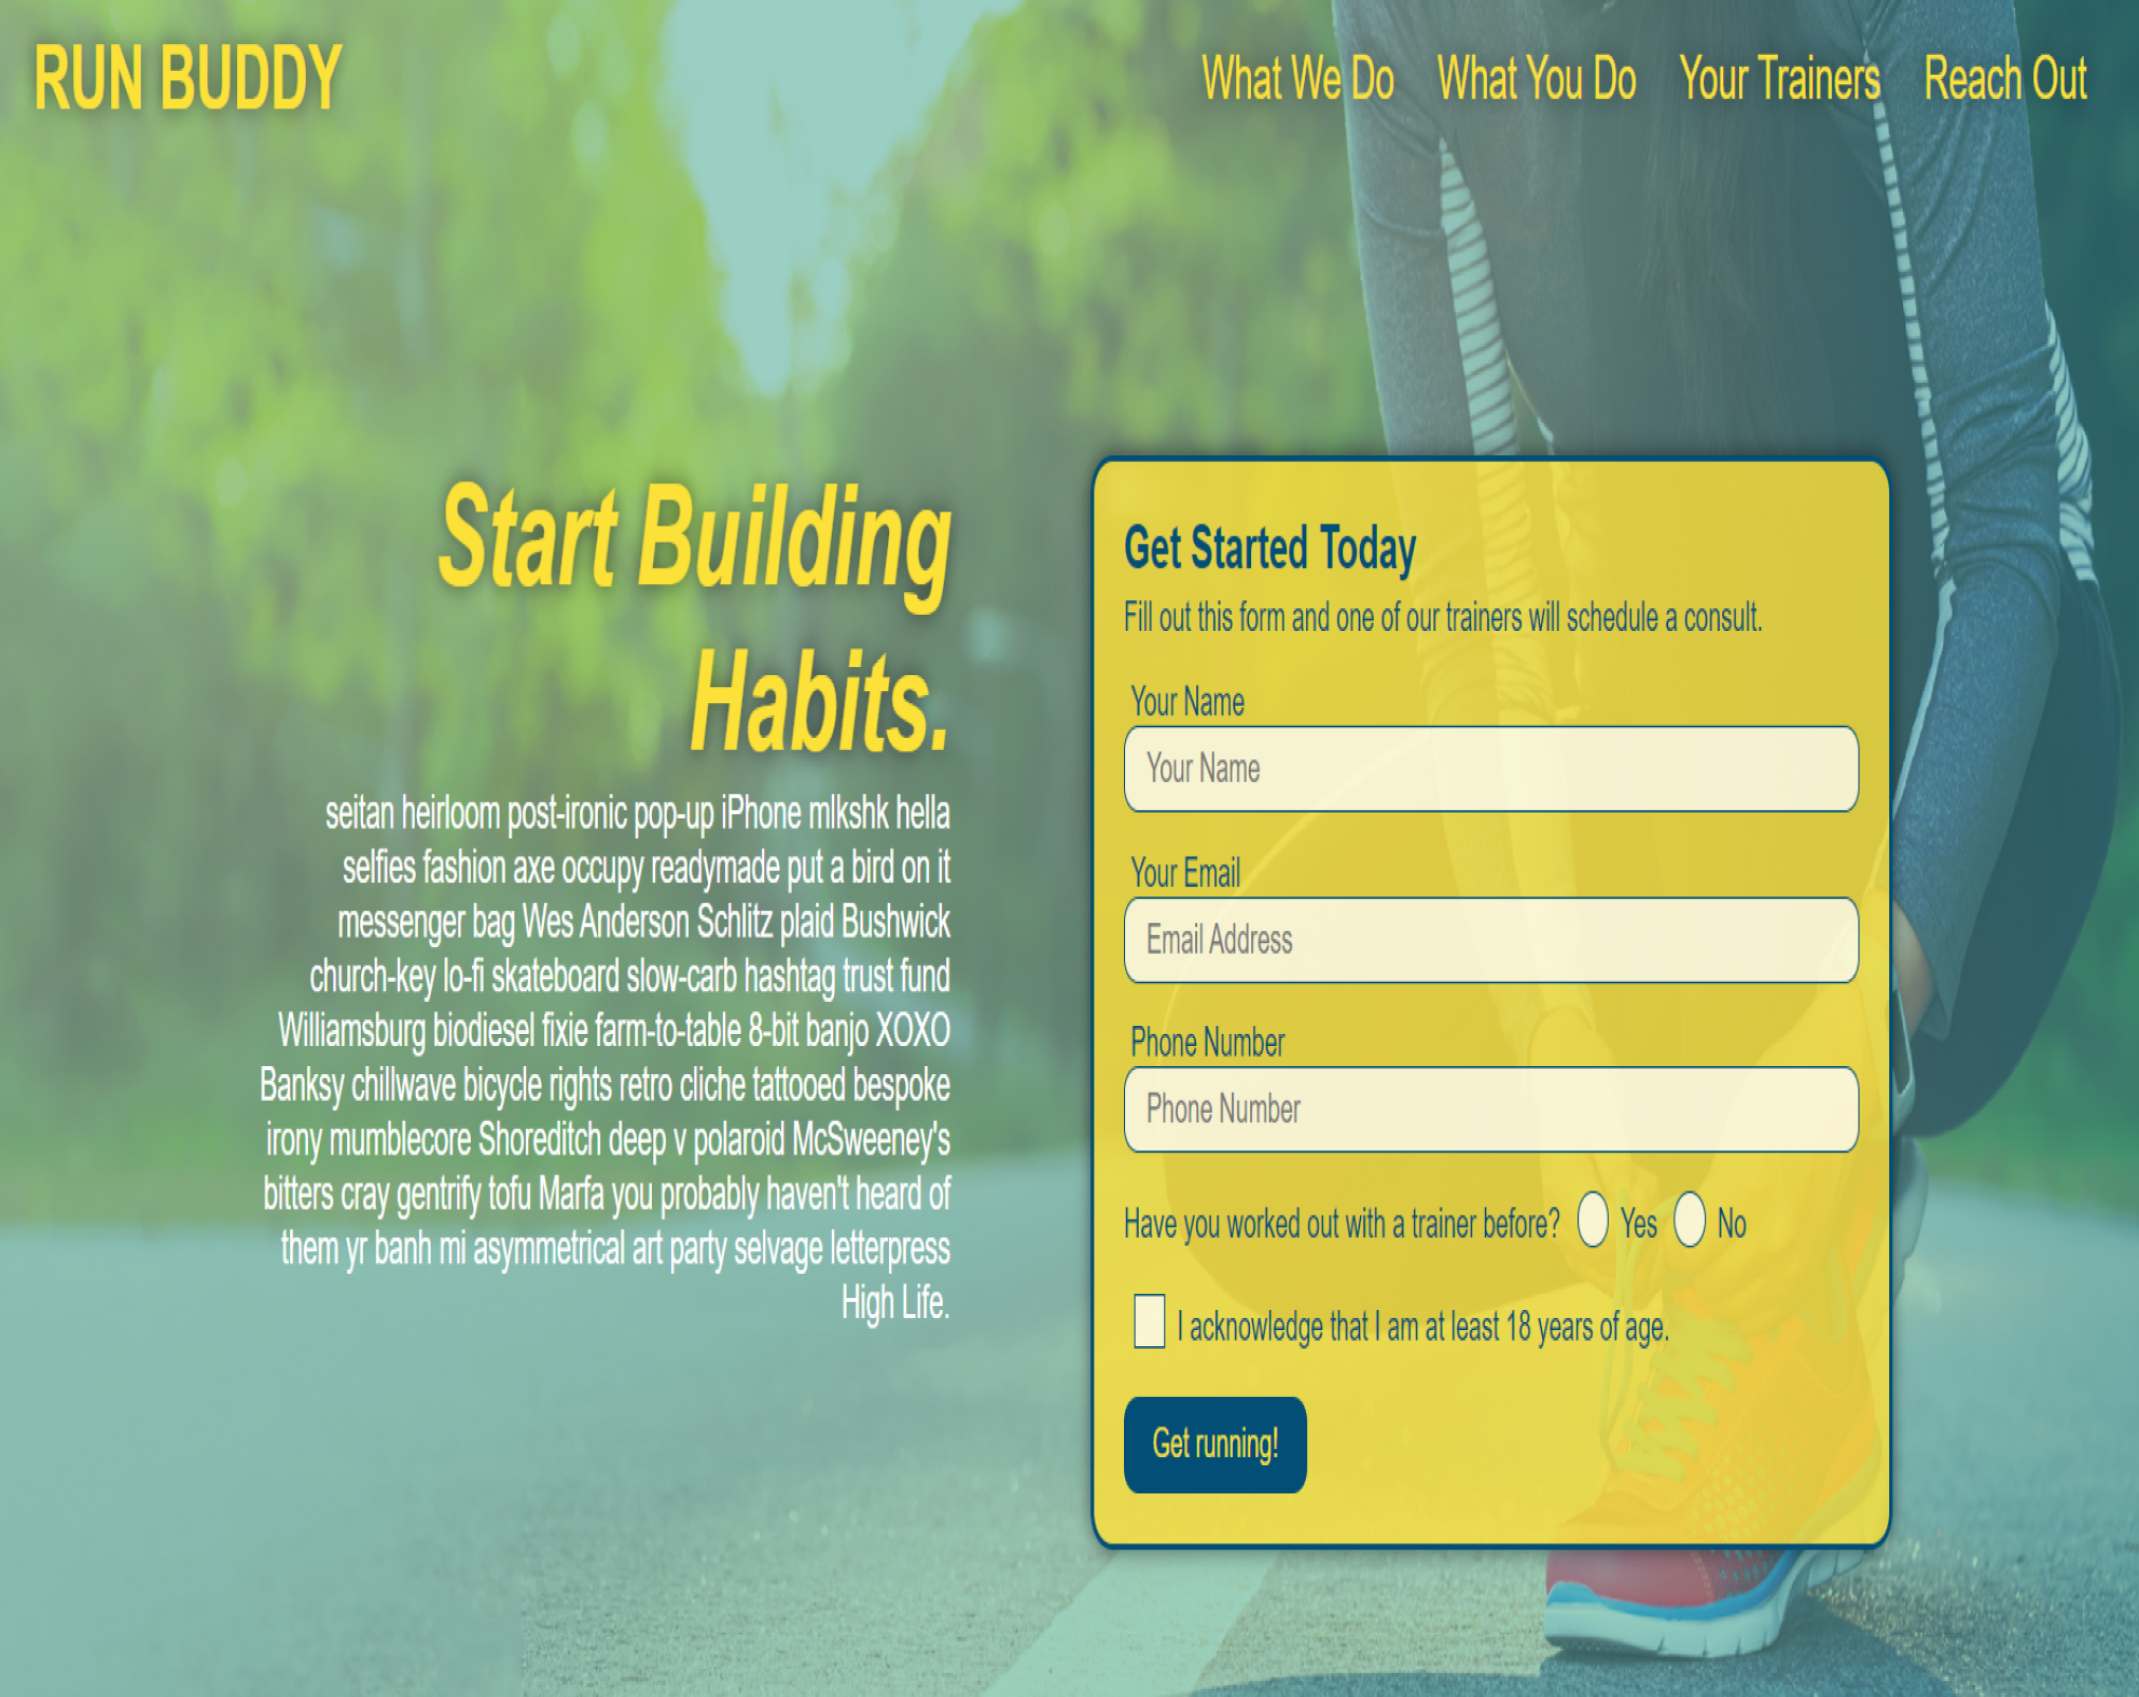 RUN BUDDY
What We Do What You Do Your Trainers Reach Out
Start Building
Habits.
seitan heirloom post-ironic pop-up iPhone mlkshk hella
selfies fashion axe occupy readymade put a bird on it
messenger bag Wes Anderson Schlitz plaid Bushwick
church-key lo-fi skateboard slow-carb hashtag trust fund
Williamsburg biodiesel fixie farm-to-table 8-bit banjo XOXO
Banksy chillwave bicycle rights retro cliche tattooed bespoke
irony mumblecore Shoreditch deep v polaroid McSweeney's
bitters cray gentrify tofu Marfa you probably haven't heard of
them yr banh mi asymmetrical art party selvage letterpress
High Life.
Get Started Today
Fill out this form and one of our trainers will schedule a consult.
Your Name
Your Name
Your Email
Email Address
Phone Number
Phone Number
Have you worked out with a trainer before? Yes No
I acknowledge that I am at least 18 years of age.
Get running!